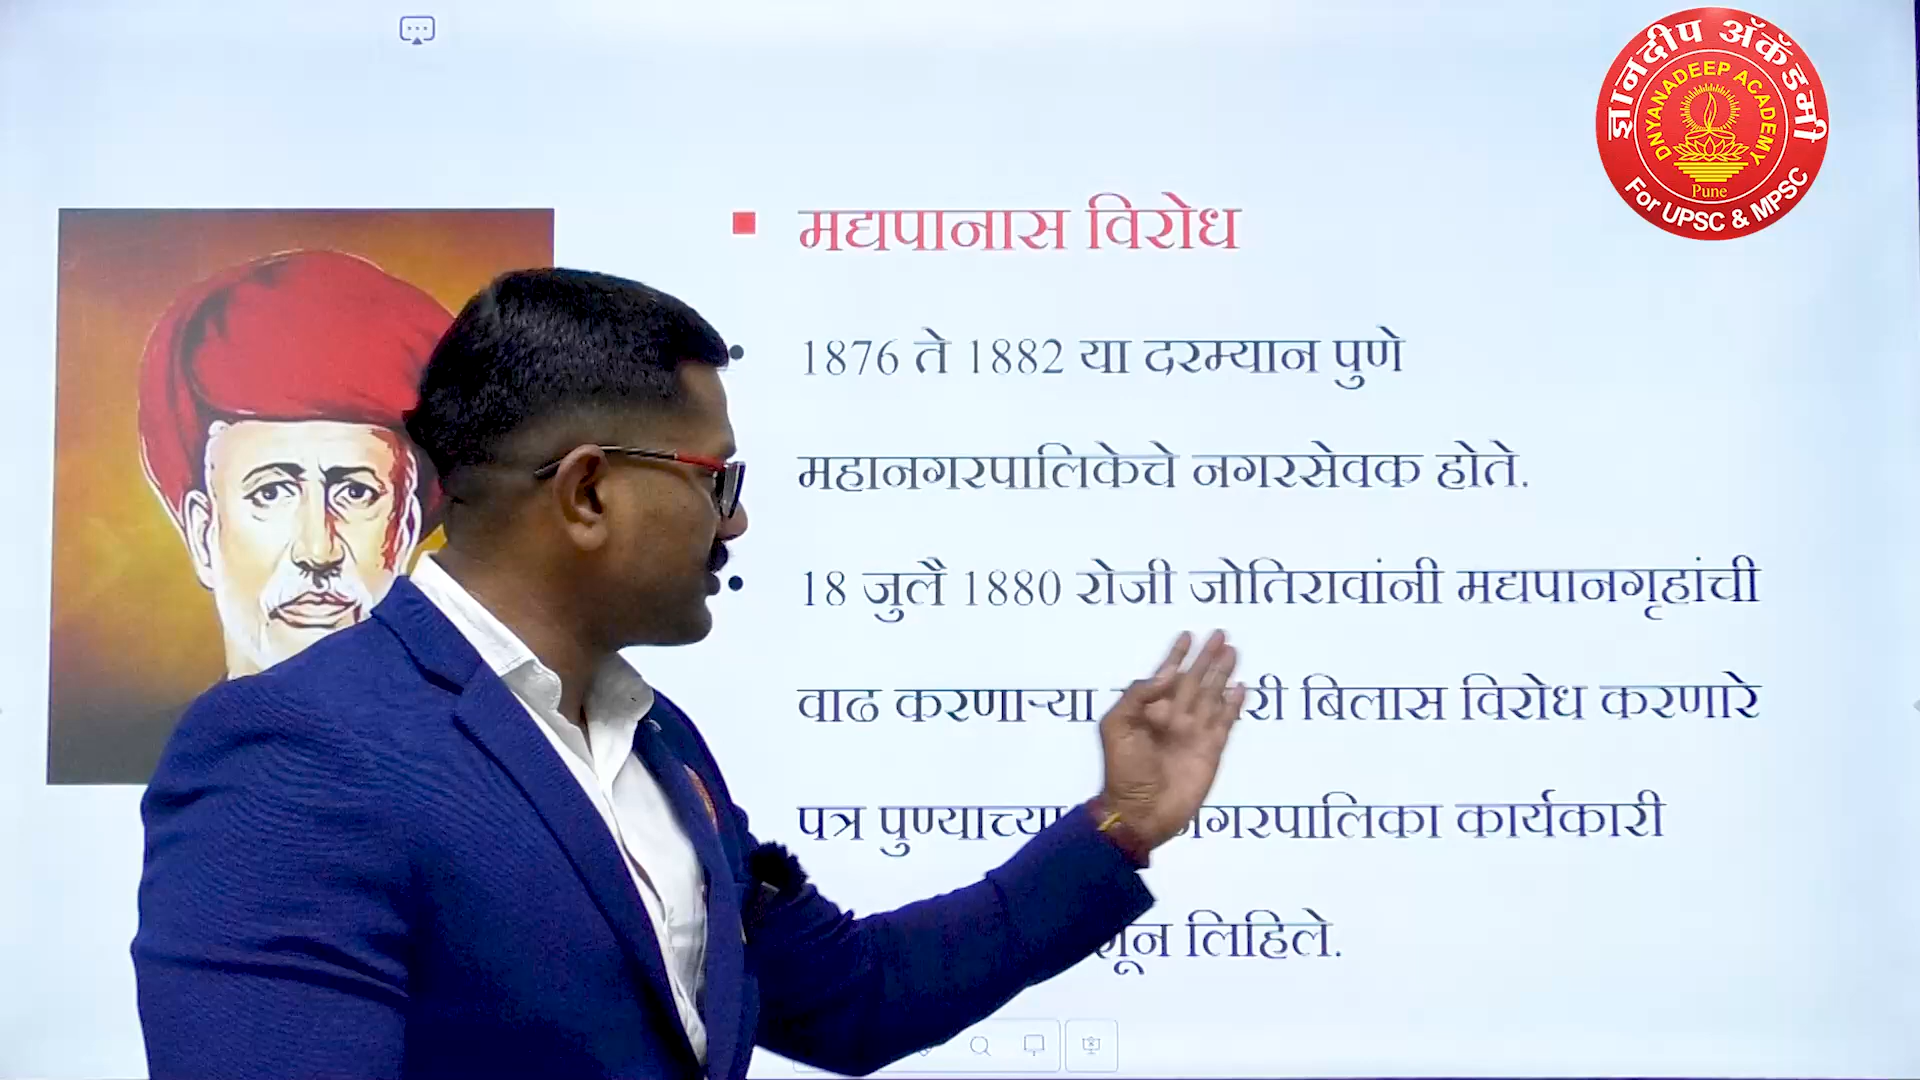 ज्ञानदीप अ‍ॅकॅडमी
DNYANADEEP ACADEMY
Pune
For UPSC & MPSC
मद्यपानास विरोध
1876 ते 1882 या दरम्यान पुणे
महानगरपालिकेचे नगरसेवक होते.
18 जुलै 1880 रोजी जोतिरावांनी मद्यपानगृहांची
वाढ करणाऱ्या बिलास विरोध करणारे
पत्र पुण्याच्या कार्यकारी
लिहिले.